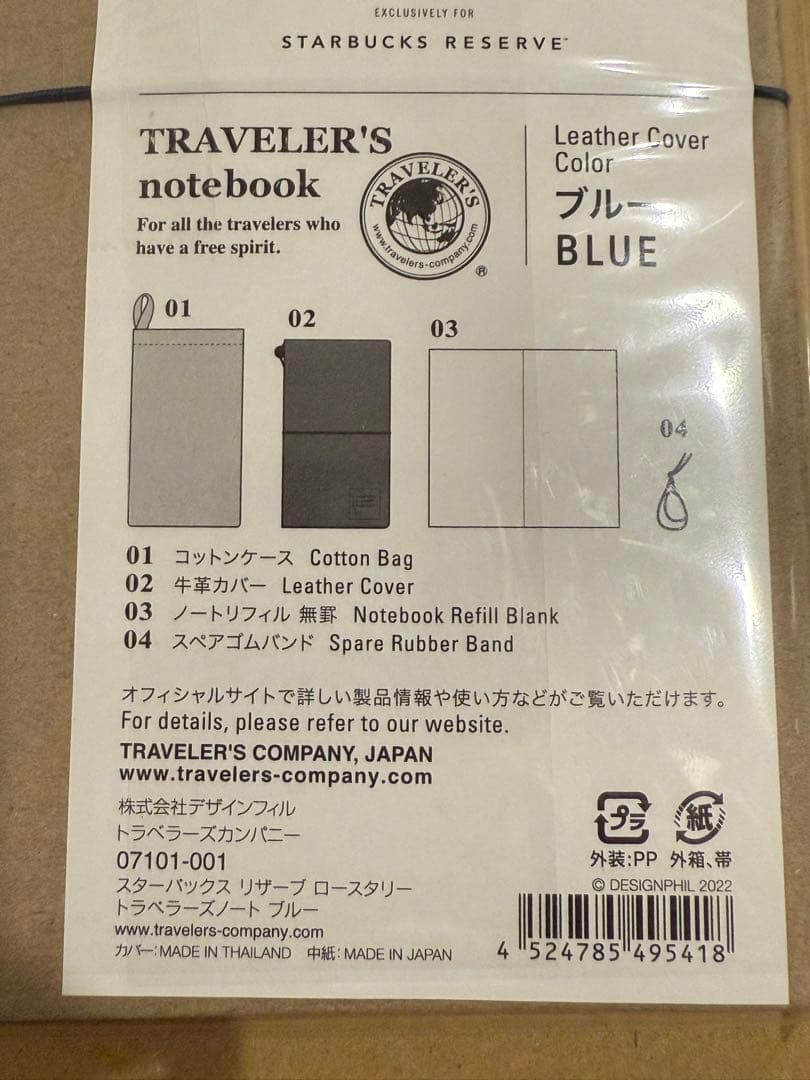 EXCLUSIVELY FOR
STARBUCKS RESERVE™
TRAVELER'S
notebook
For all the travelers who
have a free spirit.
TRAVELER'S
www.travelers-company.com
®
Leather Cover
Color
ブルー
BLUE
01
02
03
04
01 コットンケース Cotton Bag
02 牛革カバー Leather Cover
03 ノートリフィル 無罫 Notebook Refill Blank
04 スペアゴムバンド Spare Rubber Band
オフィシャルサイトで詳しい製品情報や使い方などがご覧いただけます。
For details, please refer to our website.
TRAVELER'S COMPANY, JAPAN
www.travelers-company.com
株式会社デザインフィル
トラベラーズカンパニー
07101-001
スターバックス リザーブ ロースタリー
トラベラーズノート ブルー
www.travelers-company.com
カバー：MADE IN THAILAND 中紙：MADE IN JAPAN
プラ
紙
外装：PP 外箱、帯
© DESIGNPHIL 2022
4 524785 495418